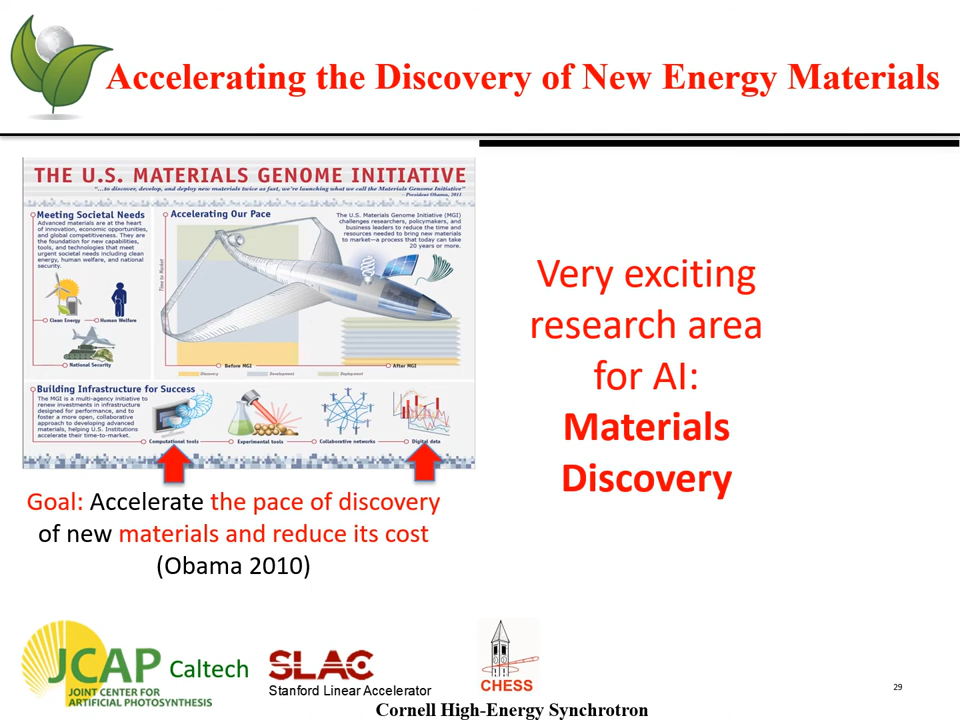 Accelerating the Discovery of New Energy Materials
THE U.S. MATERIALS GENOME INITIATIVE
“...to discover, develop, and deploy new materials twice as fast, we're launching what we call the Materials Genome Initiative”
- President Obama, 2011
Meeting Societal Needs
Advanced materials are at the heart
of innovation, economic opportunities,
and global competitiveness. They are
the foundation for new capabilities,
tools, and technologies that meet
urgent societal needs including clean
energy, human welfare, and national
security.
Clean Energy
Human Welfare
National Security
Accelerating Our Pace
The U.S. Materials Genome Initiative (MGI)
challenges researchers, policymakers, and
business leaders to reduce the time and
resources needed to bring new materials
to market—a process that today can take
20 years or more.
Time to Market
Before MGI
After MGI
Discovery
Development
Deployment
Building Infrastructure for Success
The MGI is a multi-agency initiative to
renew investments in infrastructure
designed for performance, and to
foster a more open, collaborative
approach to developing advanced
materials, helping U.S. Institutions
accelerate their time-to-market.
Computational tools
Experimental tools
Collaborative networks
Digital data
Goal: Accelerate the pace of discovery
of new materials and reduce its cost
(Obama 2010)
Very exciting
research area
for AI:
Materials
Discovery
JCAP
JOINT CENTER FOR
ARTIFICIAL PHOTOSYNTHESIS
Caltech
SLAC
Stanford Linear Accelerator
CHESS
Cornell High-Energy Synchrotron
29